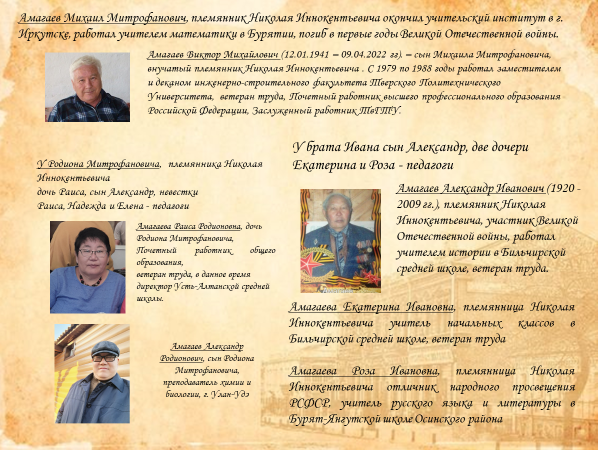 Амагаев Михаил Митрофанович, племянник Николая Иннокентьевича окончил учительский институт в г.
Иркутске, работал учителем математики в Бурятии, погиб в первые годы Великой Отечественной войны.
Амагаев Виктор Михайлович (12.01.1941 – 09.04.2022 гг). – сын Михаила Митрофановича,
внучатый племянник Николая Иннокентьевича . С 1979 по 1988 годы работал заместителем
и деканом инженерно-строительного факультета Тверского Политехнического
Университета, ветеран труда, Почетный работник высшего профессионального образования
Российской Федерации, Заслуженный работник ТвГТУ.
У Родиона Митрофановича, племянника Николая
Иннокентьевича
дочь Раиса, сын Александр, невестки
Раиса, Надежда и Елена - педагоги
Амагаева Раиса Родионовна, дочь
Родиона Митрофановича,
Почетный работник общего
образования,
ветеран труда, в данное время
директор Усть-Алтанской средней
школы.
Амагаев Александр
Родионович, сын Родиона
Митрофановича,
преподаватель химии и
биологии, г. Улан-Удэ
У брата Ивана сын Александр, две дочери
Екатерина и Роза - педагоги
Амагаев Александр Иванович (1920 -
2009 гг.), племянник Николая
Иннокентьевича, участник Великой
Отечественной войны, работал
учителем истории в Бильчирской
средней школе, ветеран труда.
Амагаева Екатерина Ивановна, племянница Николая
Иннокентьевича учитель начальных классов в
Бильчирской средней школе, ветеран труда
Амагаева Роза Ивановна, племянница Николая
Иннокентьевича отличник народного просвещения
РСФСР, учитель русского языка и литературы в
Бурят-Янгутской школе Осинского района